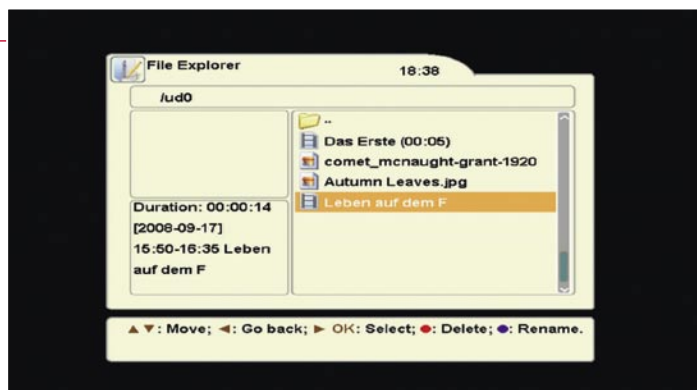 File Explorer
18:38
/ud0
..
Das Erste (00:05)
comet_mcnaught-grant-1920
Autumn Leaves.jpg
Leben auf dem F
Duration: 00:00:14
[2008-09-17]
15:50-16:35 Leben
auf dem F
▲ ▼: Move; ◄: Go back; ► OK: Select; ●: Delete; ●: Rename.